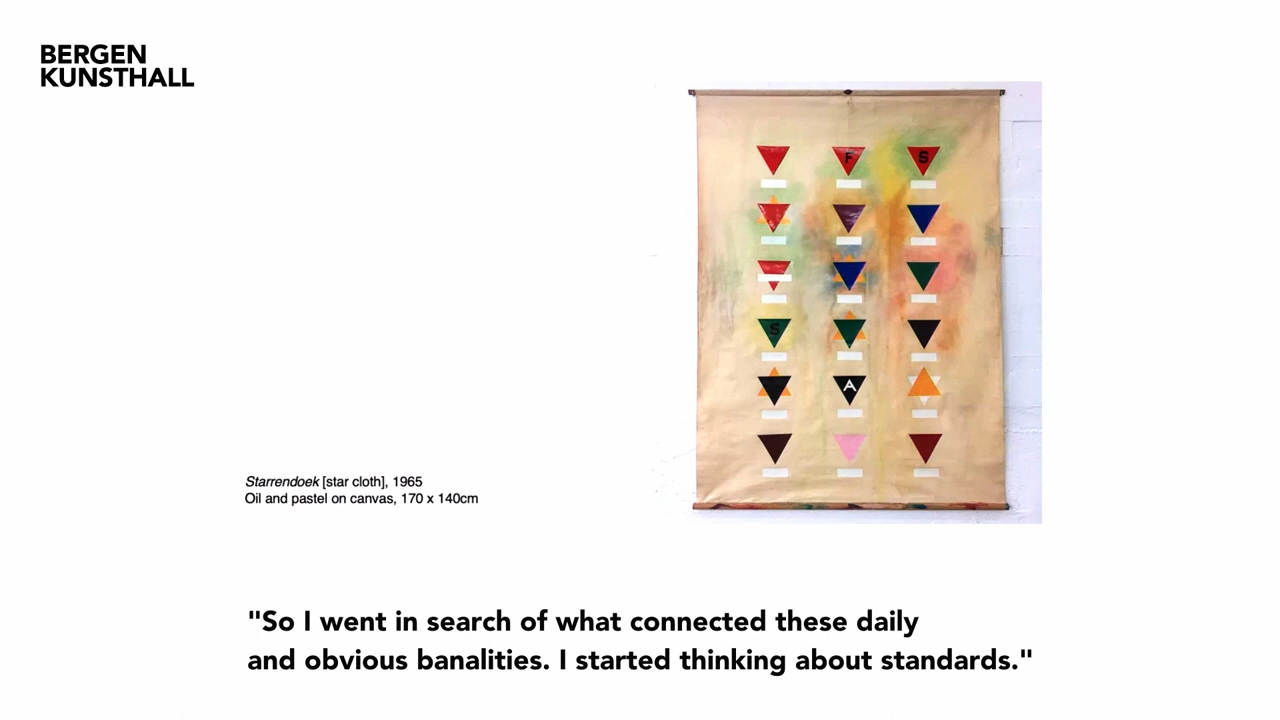 BERGEN
KUNSTHALL
F
S
S
A
Starrendoek [star cloth], 1965
Oil and pastel on canvas, 170 x 140cm
"So I went in search of what connected these daily
and obvious banalities. I started thinking about standards."